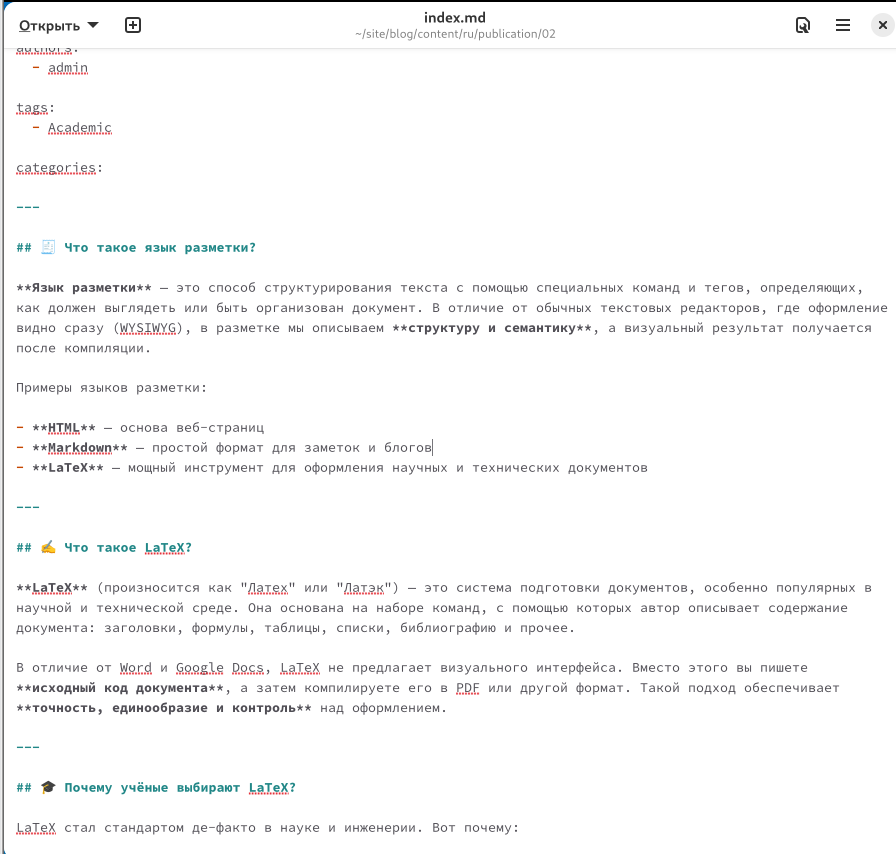 Открыть
index.md
~/site/blog/content/ru/publication/02
authors:
- admin
tags:
- Academic
categories:
---
## 🧾 Что такое язык разметки?
**Язык разметки** — это способ структурирования текста с помощью специальных команд и тегов, определяющих,
как должен выглядеть или быть организован документ. В отличие от обычных текстовых редакторов, где оформление
видно сразу (WYSIWYG), в разметке мы описываем **структуру и семантику**, а визуальный результат получается
после компиляции.
Примеры языков разметки:
- **HTML** — основа веб-страниц
- **Markdown** — простой формат для заметок и блогов
- **LaTeX** — мощный инструмент для оформления научных и технических документов
---
## ✍️ Что такое LaTeX?
**LaTeX** (произносится как "Латех" или "Латэк") — это система подготовки документов, особенно популярных в
научной и технической среде. Она основана на наборе команд, с помощью которых автор описывает содержание
документа: заголовки, формулы, таблицы, списки, библиографию и прочее.
В отличие от Word и Google Docs, LaTeX не предлагает визуального интерфейса. Вместо этого вы пишете
**исходный код документа**, а затем компилируете его в PDF или другой формат. Такой подход обеспечивает
**точность, единообразие и контроль** над оформлением.
---
## 🎓 Почему учёные выбирают LaTeX?
LaTeX стал стандартом де-факто в науке и инженерии. Вот почему: